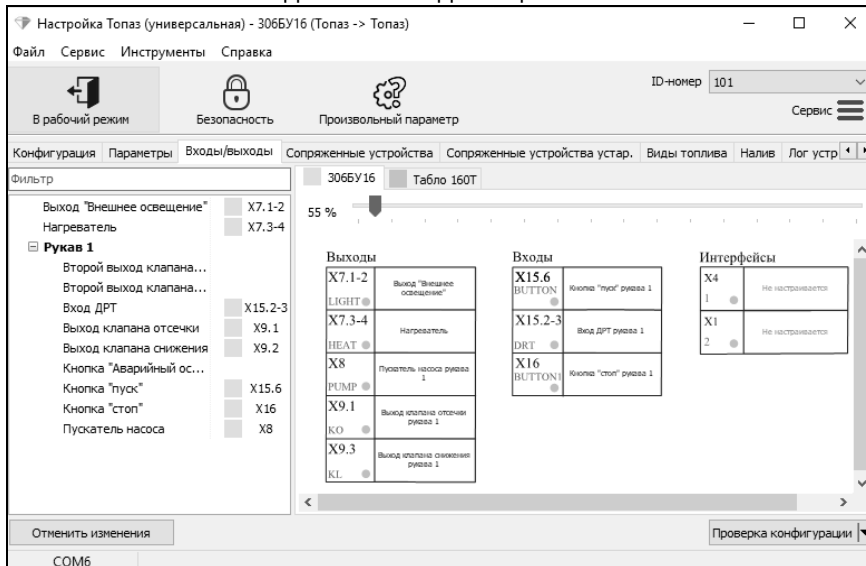 Настройка Топаз (универсальная) - 306БУ16 (Топаз -> Топаз)
Файл Сервис Инструменты Справка
В рабочий режим
Безопасность
Произвольный параметр
ID-номер 101
Сервис
Конфигурация Параметры Входы/выходы Сопряженные устройства Сопряженные устройства устар. Виды топлива Налив Лог устр
Фильтр
Выход "Внешнее освещение" X7.1-2
Нагреватель X7.3-4
Рукав 1
Второй выход клапана...
Второй выход клапана...
Вход ДРТ X15.2-3
Выход клапана отсечки X9.1
Выход клапана снижения X9.2
Кнопка "Аварийный ос...
Кнопка "пуск" X15.6
Кнопка "стоп" X16
Пускатель насоса X8
306БУ16 Табло 160Т
55 %
Выходы
X7.1-2
LIGHT
Выход "Внешнее
освещение"
X7.3-4
HEAT
Нагреватель
X8
PUMP
Пускатель насоса рукава
1
X9.1
KO
Выход клапана отсечки
рукава 1
X9.3
KL
Выход клапана снижения
рукава 1
Входы
X15.6
BUTTON
Кнопка "пуск" рукава 1
X15.2-3
DRT
Вход ДРТ рукава 1
X16
BUTTON1
Кнопка "стоп" рукава 1
Интерфейсы
X4
1
Не настраивается
X1
2
Не настраивается
Отменить изменения
Проверка конфигурации
COM6